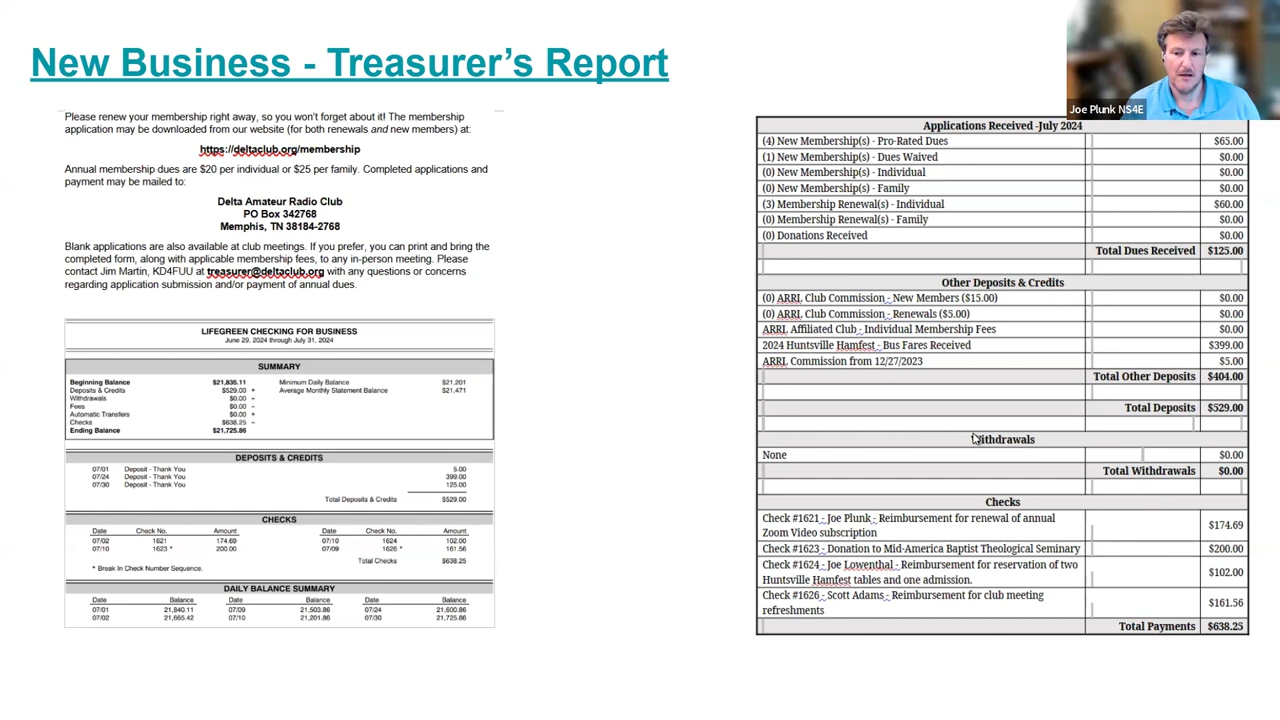 New Business - Treasurer's Report
Joe Plunk NS4E
Please renew your membership right away, so you won't forget about it! The membership
application may be downloaded from our website (for both renewals and new members) at:
https://deltaclub.org/membership
Annual membership dues are $20 per individual or $25 per family. Completed applications and
payment may be mailed to:
Delta Amateur Radio Club
PO Box 342768
Memphis, TN 38184-2768
Blank applications are also available at club meetings. If you prefer, you can print and bring the
completed form, along with applicable membership fees, to any in-person meeting. Please
contact Jim Martin, KD4FUU at treasurer@deltaclub.org with any questions or concerns
regarding application submission and/or payment of annual dues.
LIFEGREEN CHECKING FOR BUSINESS
June 29, 2024 through July 31, 2024
SUMMARY
Beginning Balance $21,835.11 Minimum Daily Balance $21,201
Deposits & Credits $529.00 + Average Monthly Statement Balance $21,471
Withdrawals $0.00 -
Fees $0.00 -
Automatic Transfers $0.00 +
Checks $638.25 -
Ending Balance $21,725.86
DEPOSITS & CREDITS
07/01 Deposit - Thank You 5.00
07/24 Deposit - Thank You 399.00
07/30 Deposit - Thank You 125.00
Total Deposits & Credits $529.00
CHECKS
Date Check No. Amount Date Check No. Amount
07/02 1621 174.69 07/10 1624 102.00
07/10 1623 * 200.00 07/09 1626 * 161.56
Total Checks $638.25
* Break In Check Number Sequence.
DAILY BALANCE SUMMARY
Date Balance Date Balance Date Balance
07/01 21,840.11 07/09 21,503.86 07/24 21,600.86
07/02 21,665.42 07/10 21,201.86 07/30 21,725.86
Applications Received -July 2024
(4) New Membership(s) - Pro-Rated Dues $65.00
(1) New Membership(s) - Dues Waived $0.00
(0) New Membership(s) - Individual $0.00
(0) New Membership(s) - Family $0.00
(3) Membership Renewal(s) - Individual $60.00
(0) Membership Renewal(s) - Family $0.00
(0) Donations Received $0.00
Total Dues Received $125.00
Other Deposits & Credits
(0) ARRL Club Commission - New Members ($15.00) $0.00
(0) ARRL Club Commission - Renewals ($5.00) $0.00
ARRL Affiliated Club - Individual Membership Fees $0.00
2024 Huntsville Hamfest - Bus Fares Received $399.00
ARRL Commission from 12/27/2023 $5.00
Total Other Deposits $404.00
Total Deposits $529.00
Withdrawals
None $0.00
Total Withdrawals $0.00
Checks
Check #1621 - Joe Plunk - Reimbursement for renewal of annual
Zoom Video subscription $174.69
Check #1623 - Donation to Mid-America Baptist Theological Seminary $200.00
Check #1624 - Joe Lowenthal - Reimbursement for reservation of two
Huntsville Hamfest tables and one admission. $102.00
Check #1626 - Scott Adams - Reimbursement for club meeting
refreshments $161.56
Total Payments $638.25